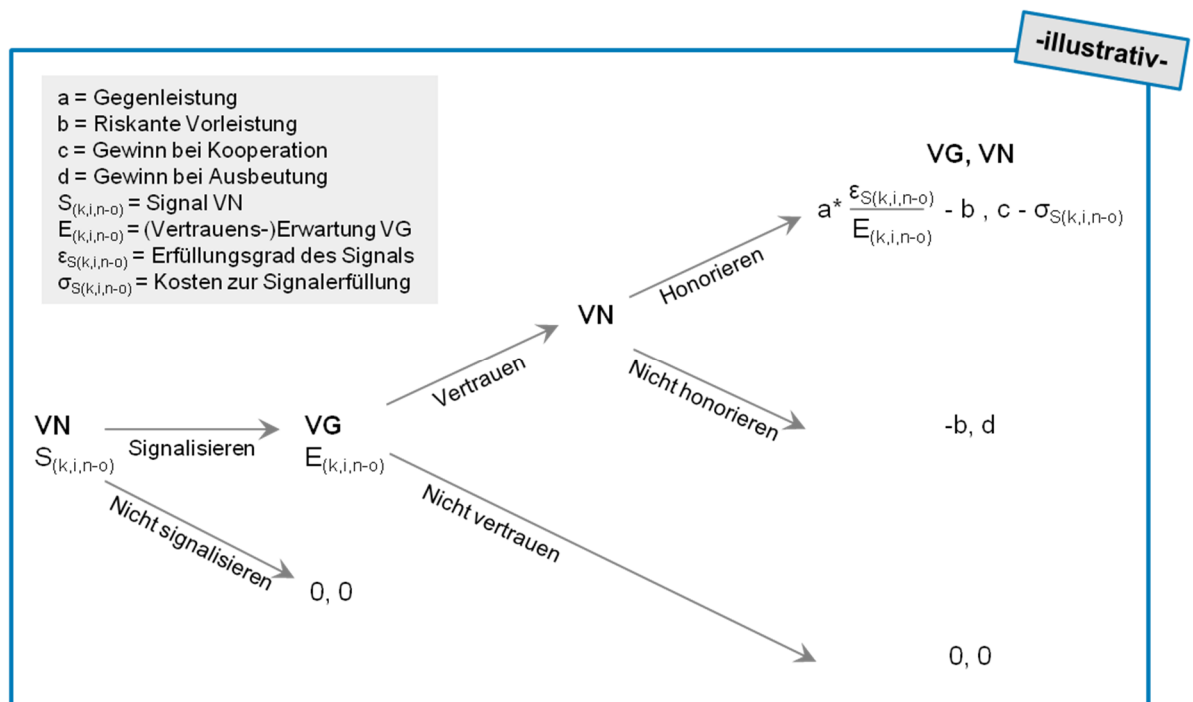 -illustrativ-
a = Gegenleistung
b = Riskante Vorleistung
c = Gewinn bei Kooperation
d = Gewinn bei Ausbeutung
S(k,i,n-o) = Signal VN
E(k,i,n-o) = (Vertrauens-)Erwartung VG
εS(k,i,n-o) = Erfüllungsgrad des Signals
σS(k,i,n-o) = Kosten zur Signalerfüllung
VG, VN
a* εS(k,i,n-o) / E(k,i,n-o) - b , c - σS(k,i,n-o)
Honorieren
VN
Vertrauen
Nicht honorieren
-b, d
VN
S(k,i,n-o)
Signalisieren
VG
E(k,i,n-o)
Nicht signalisieren
Nicht vertrauen
0, 0
0, 0